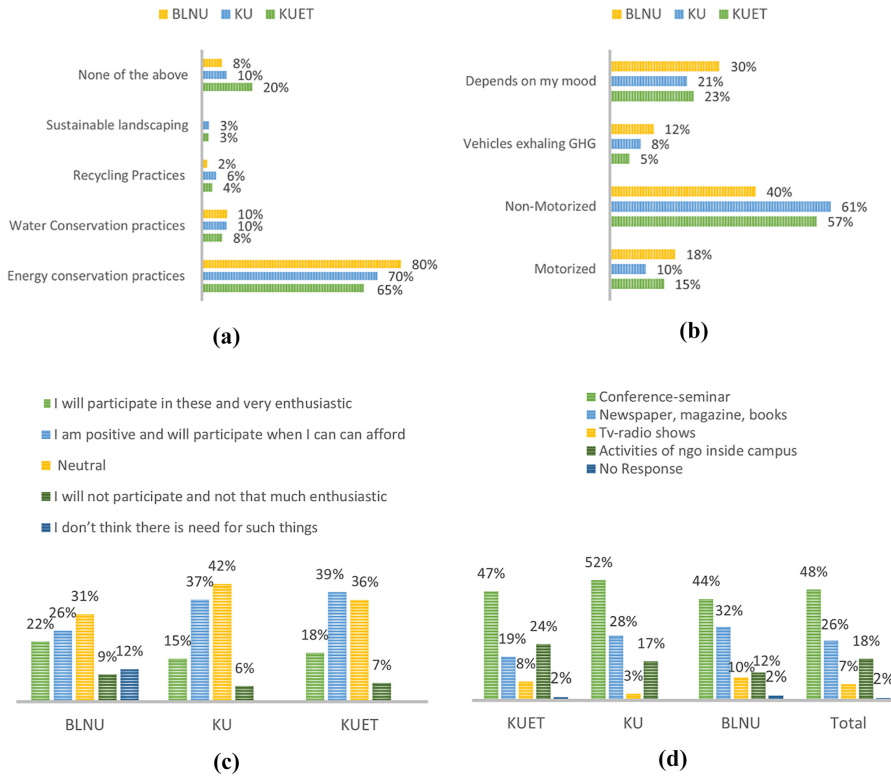 BLNU KU KUET
None of the above 8% 10% 20%
Sustainable landscaping 3% 3%
Recycling Practices 2% 6% 4%
Water Conservation practices 10% 10% 8%
Energy conservation practices 80% 70% 65%
(a)
BLNU KU KUET
Depends on my mood 30% 21% 23%
Vehicles exhaling GHG 12% 8% 5%
Non-Motorized 40% 61% 57%
Motorized 18% 10% 15%
(b)
I will participate in these and very enthusiastic
I am positive and will participate when I can can afford
Neutral
I will not participate and not that much enthusiastic
I don't think there is need for such things
22% 26% 31% 9% 12%
15% 37% 42% 6%
18% 39% 36% 7%
BLNU KU KUET
(c)
Conference-seminar
Newspaper, magazine, books
Tv-radio shows
Activities of ngo inside campus
No Response
47% 19% 8% 24% 2%
52% 28% 3% 17%
44% 32% 10% 12% 2%
48% 26% 7% 18% 2%
KUET KU BLNU Total
(d)